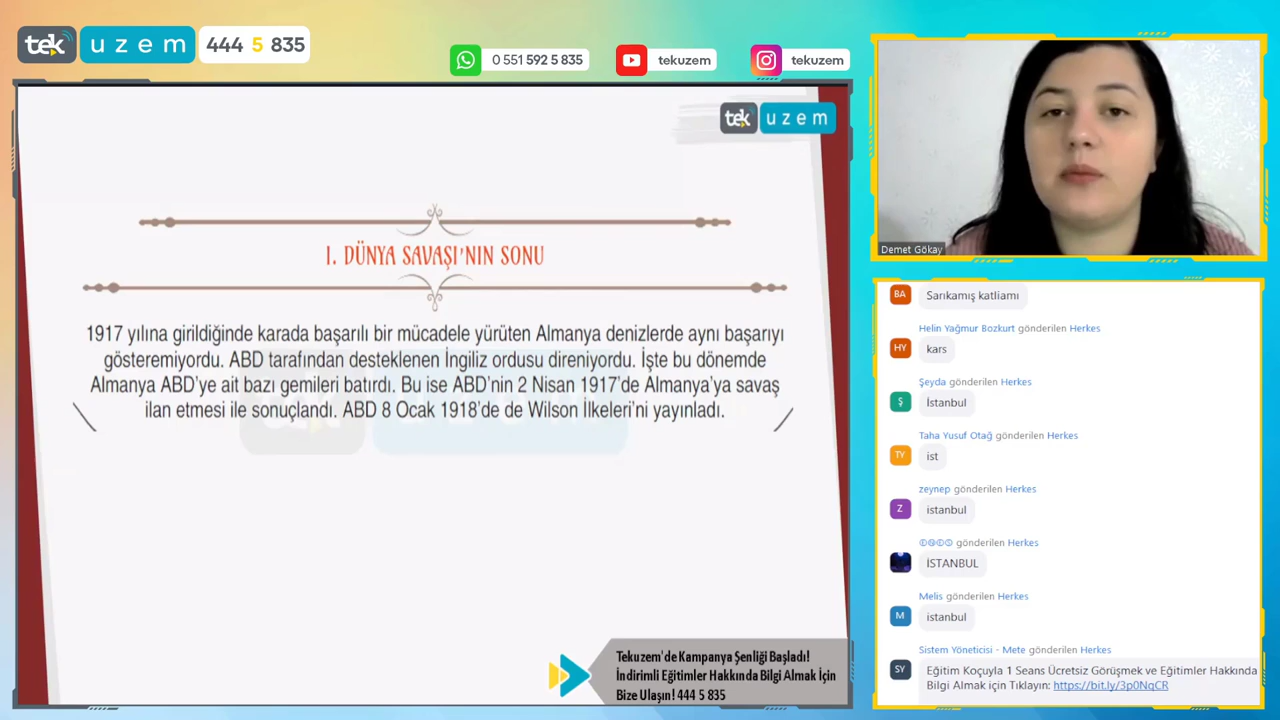 tek uzem 444 5 835
0 551 592 5 835
tekuzem
tekuzem
tek uzem
I. DÜNYA SAVAŞI'NIN SONU
1917 yılına girildiğinde karada başarılı bir mücadele yürüten Almanya denizlerde aynı başarıyı
gösteremiyordu. ABD tarafından desteklenen İngiliz ordusu direniyordu. İşte bu dönemde
Almanya ABD'ye ait bazı gemileri batırdı. Bu ise ABD'nin 2 Nisan 1917'de Almanya'ya savaş
ilan etmesi ile sonuçlandı. ABD 8 Ocak 1918'de de Wilson İlkeleri'ni yayınladı.
Tekuzem'de Kampanya Şenliği Başladı!
İndirimli Eğitimler Hakkında Bilgi Almak İçin
Bize Ulaşın! 444 5 835
Demet Gökay
BA Sarıkamış katliamı
Helin Yağmur Bozkurt gönderilen Herkes
HY kars
Şeyda gönderilen Herkes
Ş İstanbul
Taha Yusuf Otağ gönderilen Herkes
TY ist
zeynep gönderilen Herkes
Z istanbul
gönderilen Herkes
İSTANBUL
Melis gönderilen Herkes
M istanbul
Sistem Yöneticisi - Mete gönderilen Herkes
SY Eğitim Koçuyla 1 Seans Ücretsiz Görüşmek ve Eğitimler Hakkında
Bilgi Almak için Tıklayın: https://bit.ly/3p0NqCR